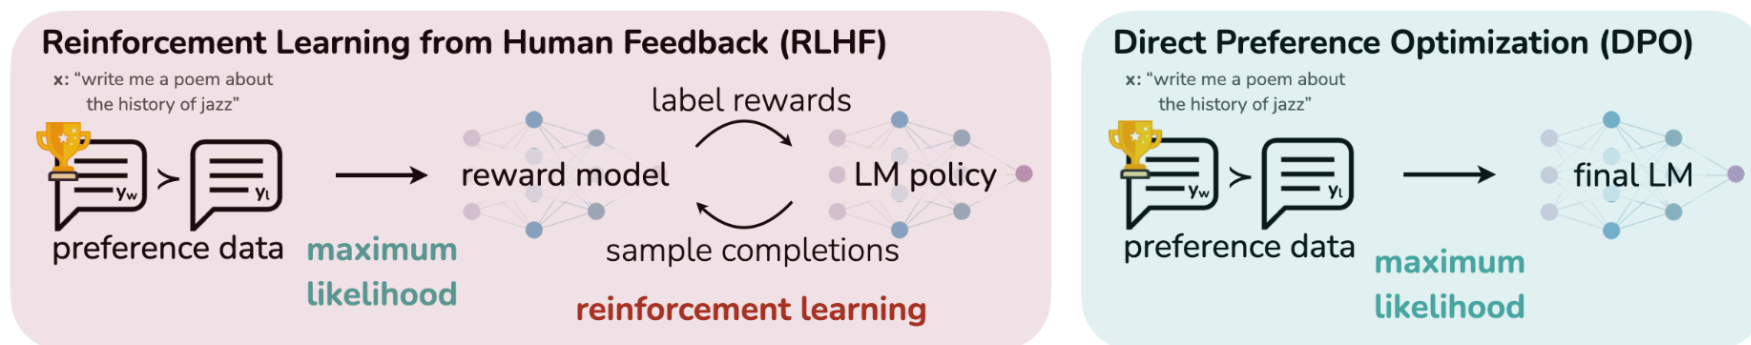 Reinforcement Learning from Human Feedback (RLHF)
x: “write me a poem about
the history of jazz”
label rewards
yw ≻ yl
reward model
LM policy
preference data
maximum
likelihood
sample completions
reinforcement learning
Direct Preference Optimization (DPO)
x: “write me a poem about
the history of jazz”
yw ≻ yl
final LM
preference data
maximum
likelihood